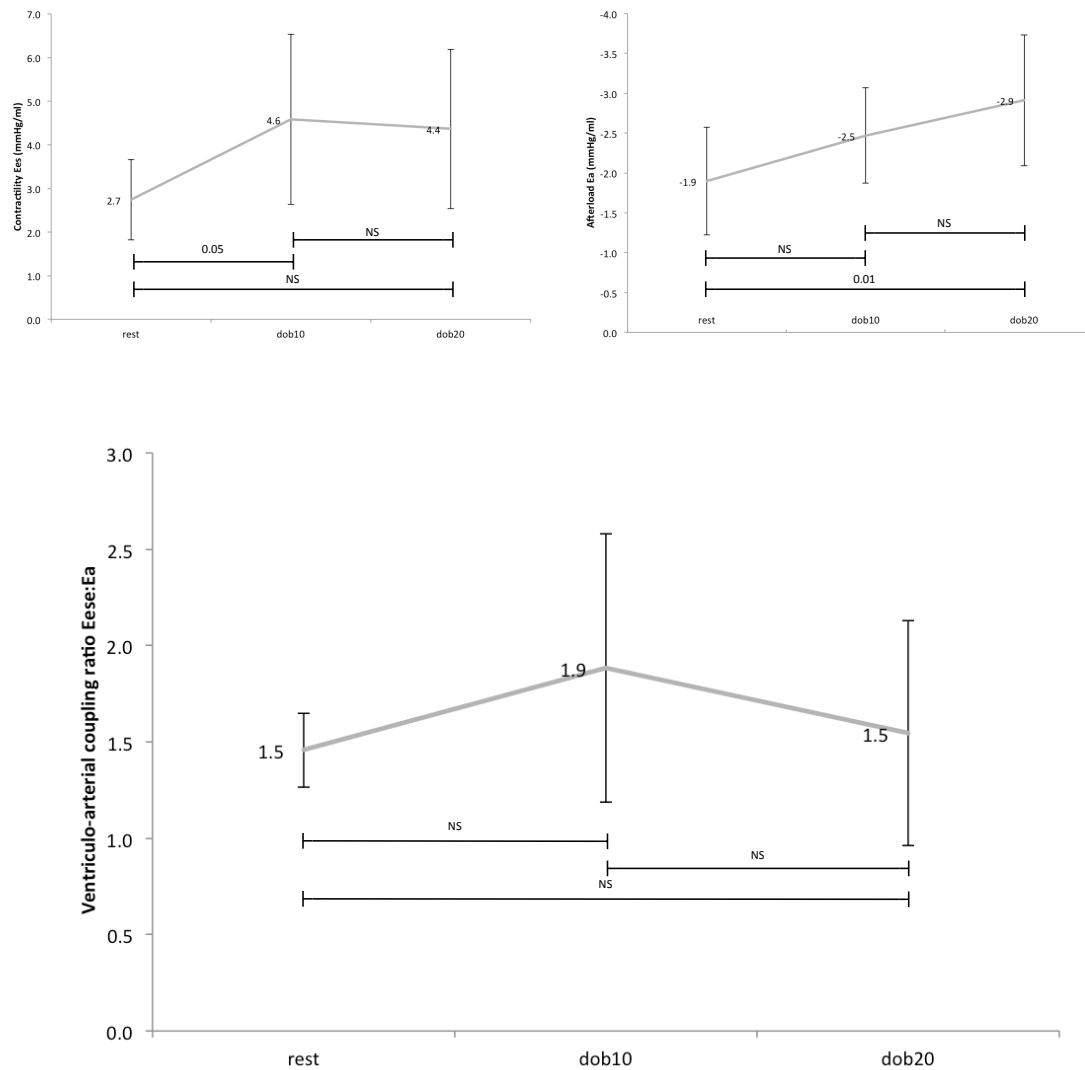 Contractility Ees (mmHg/ml)
7.0
6.0
5.0
4.0
3.0
2.0
1.0
0.0
2.7
4.6
4.4
NS
0.05
NS
rest dob10 dob20
Afterload Ea (mmHg/ml)
-4.0
-3.5
-3.0
-2.5
-2.0
-1.5
-1.0
-0.5
0.0
-1.9
-2.5
-2.9
NS
NS
0.01
rest dob10 dob20
Ventriculo-arterial coupling ratio Eese:Ea
3.0
2.5
2.0
1.5
1.0
0.5
0.0
1.5
1.9
1.5
NS
NS
NS
rest dob10 dob20